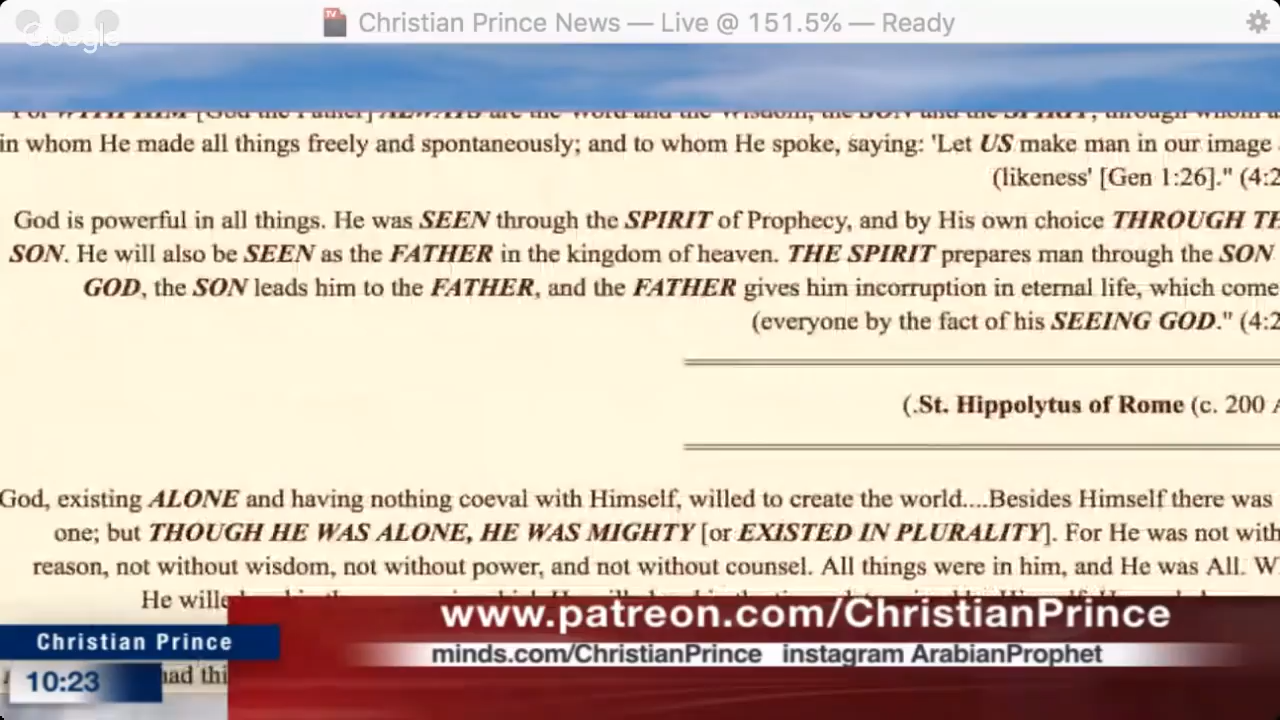 Google
TV
Christian Prince News — Live @ 151.5% — Ready
in whom He made all things freely and spontaneously; and to whom He spoke, saying: 'Let US make man in our image
(likeness' [Gen 1:26]." (4:2
God is powerful in all things. He was SEEN through the SPIRIT of Prophecy, and by His own choice THROUGH TH
SON. He will also be SEEN as the FATHER in the kingdom of heaven. THE SPIRIT prepares man through the SON
GOD, the SON leads him to the FATHER, and the FATHER gives him incorruption in eternal life, which come
(everyone by the fact of his SEEING GOD." (4:2
(.St. Hippolytus of Rome (c. 200 A
God, existing ALONE and having nothing coeval with Himself, willed to create the world....Besides Himself there was
one; but THOUGH HE WAS ALONE, HE WAS MIGHTY [or EXISTED IN PLURALITY]. For He was not with
reason, not without wisdom, not without power, and not without counsel. All things were in him, and He was All. W
He wille
www.patreon.com/ChristianPrince
Christian Prince
minds.com/ChristianPrince instagram ArabianProphet
10:23
had thi